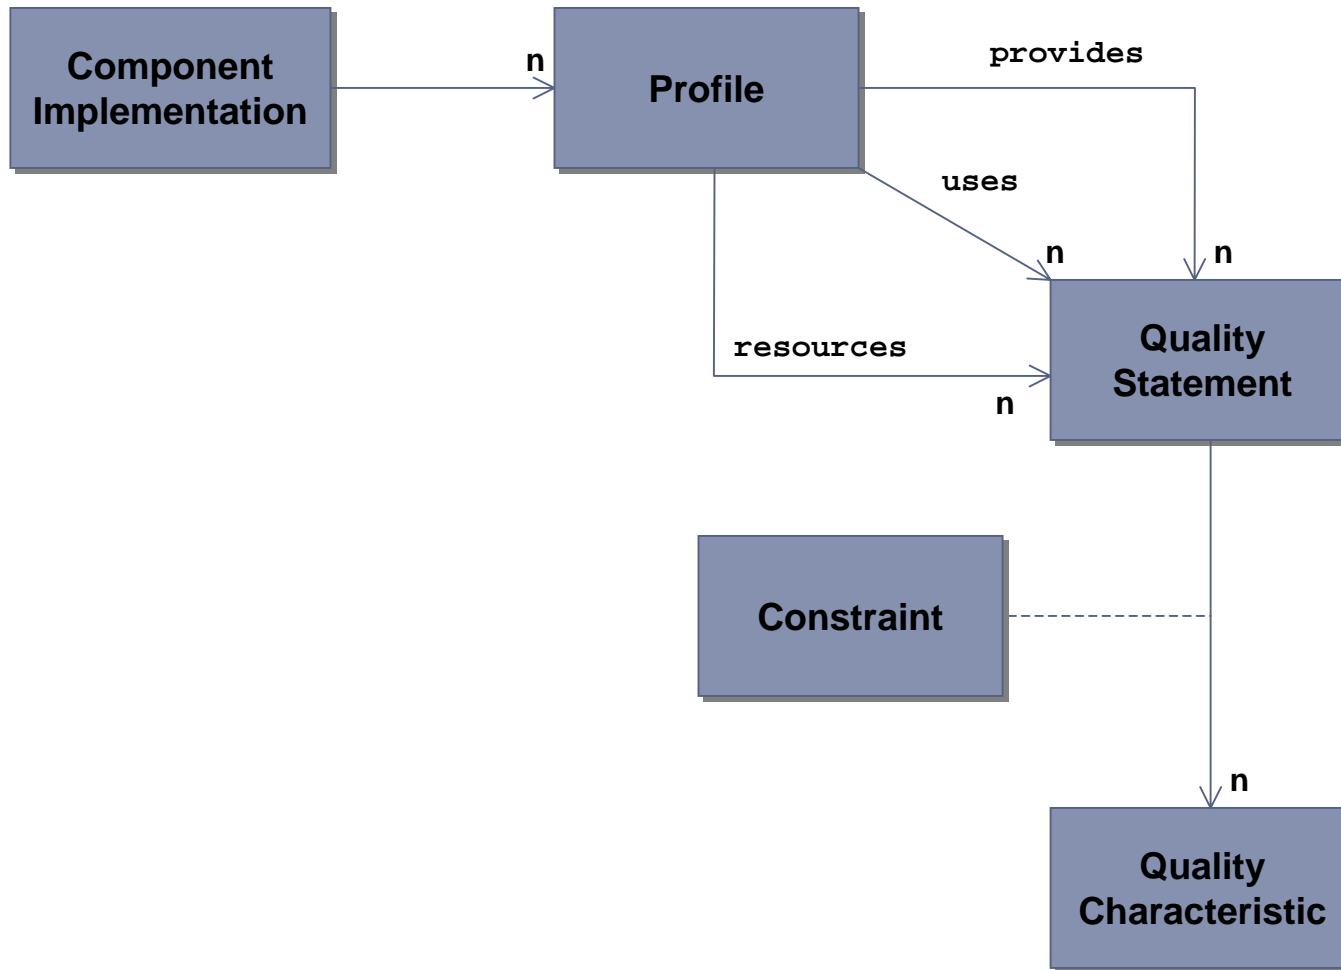 Component
Implementation
n
Profile
provides
uses
n
n
resources
n
Quality
Statement
Constraint
n
Quality
Characteristic